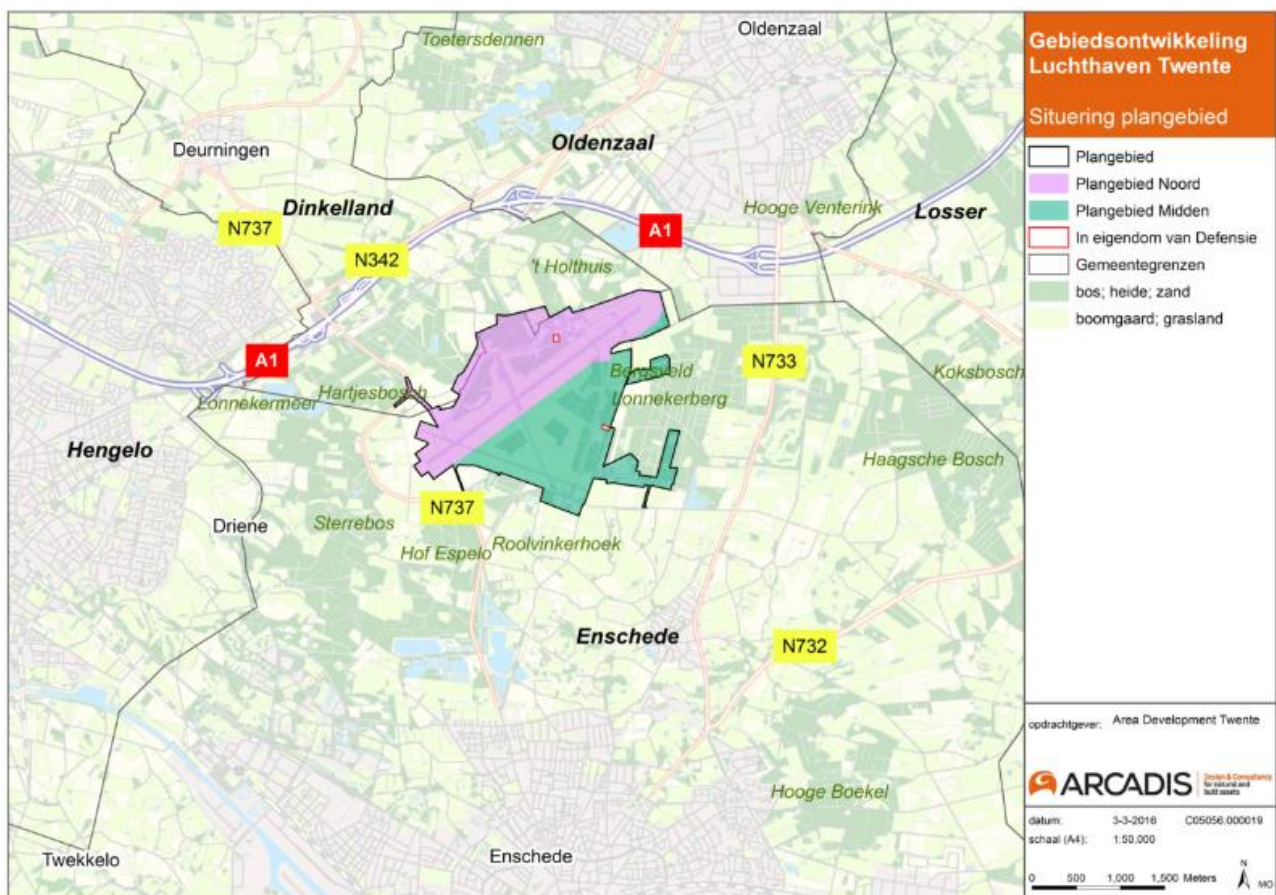 Oldenzaal
Toetersdennen
Deurningen
Oldenzaal
Dinkelland
Hooge Venterink
Losser
N737
A1
N342
't Holthuis
A1
N733
Bergsveld
Koksbosch
Hartjesbosch
Lonnekermeer
Lonnekerberg
Hengelo
Haagsche Bosch
N737
Driene
Sterrebos
Roolvinkerhoek
Hof Espelo
Enschede
N732
Hooge Boekel
Twekkelo
Enschede
Gebiedsontwikkeling
Luchthaven Twente
Situering plangebied
Plangebied
Plangebied Noord
Plangebied Midden
In eigendom van Defensie
Gemeentegrenzen
bos; heide; zand
boomgaard; grasland
opdrachtgever: Area Development Twente
ARCADIS
Design & Consultancy
for natural and
built assets
datum: 3-3-2016 C05056.000019
schaal (A4): 1:50.000
N
0 500 1,000 1,500 Meters
MO